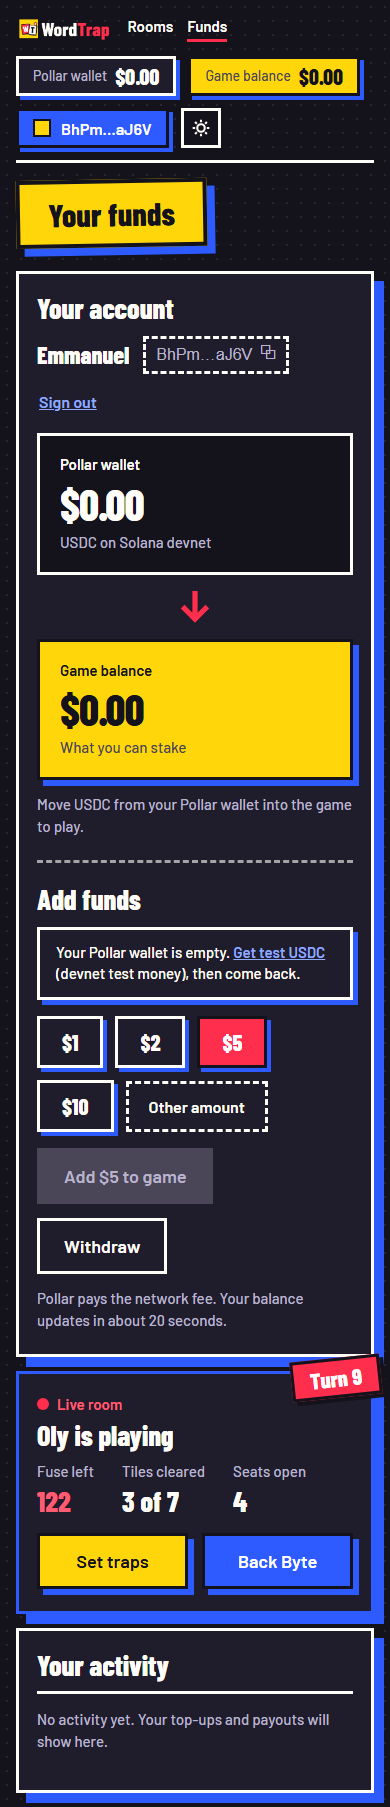 WordTrap Rooms Funds
Pollar wallet $0.00 Game balance $0.00
BhPm...aJ6V
Your funds
Your account
Emmanuel BhPm...aJ6V
Sign out
Pollar wallet
$0.00
USDC on Solana devnet
Game balance
$0.00
What you can stake
Move USDC from your Pollar wallet into the game
to play.
Add funds
Your Pollar wallet is empty. Get test USDC
(devnet test money), then come back.
$1 $2 $5
$10 Other amount
Add $5 to game
Withdraw
Pollar pays the network fee. Your balance
updates in about 20 seconds.
Turn 9
Live room
Oly is playing
Fuse left Tiles cleared Seats open
122 3 of 7 4
Set traps Back Byte
Your activity
No activity yet. Your top-ups and payouts will
show here.